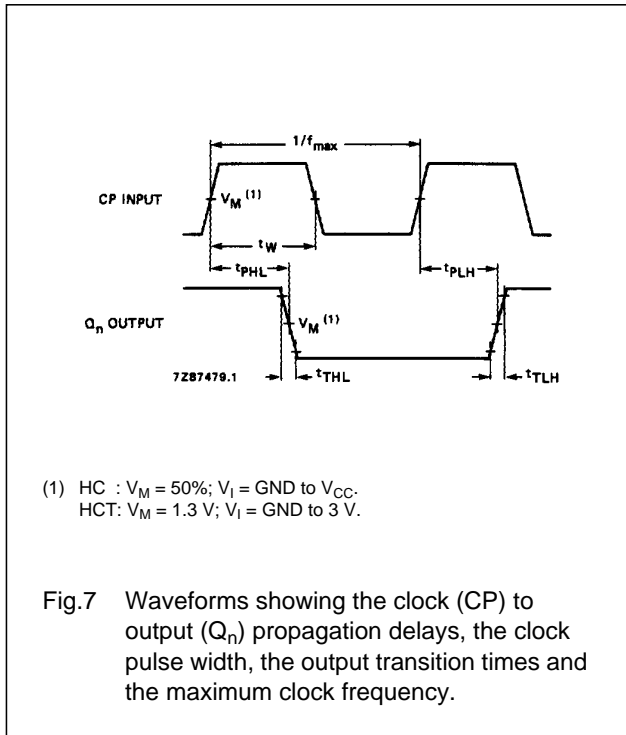 1/fmax
CP INPUT
VM (1)
tW
tPHL
tPLH
Qn OUTPUT
VM (1)
7Z87479.1
tTHL
tTLH
(1) HC : VM = 50%; VI = GND to VCC.
HCT: VM = 1.3 V; VI = GND to 3 V.
Fig.7 Waveforms showing the clock (CP) to
output (Qn) propagation delays, the clock
pulse width, the output transition times and
the maximum clock frequency.